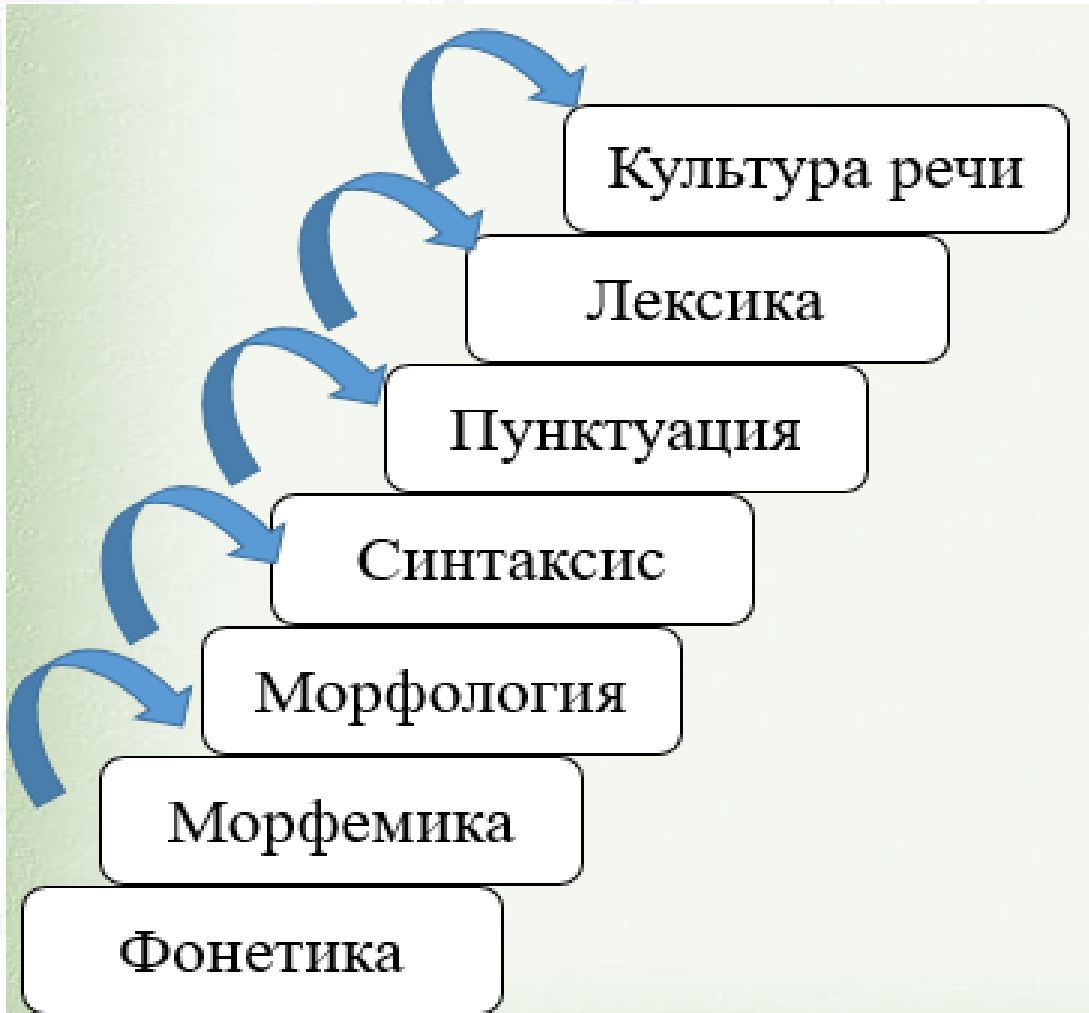 Культура речи
Лексика
Пунктуация
Синтаксис
Морфология
Морфемика
Фонетика